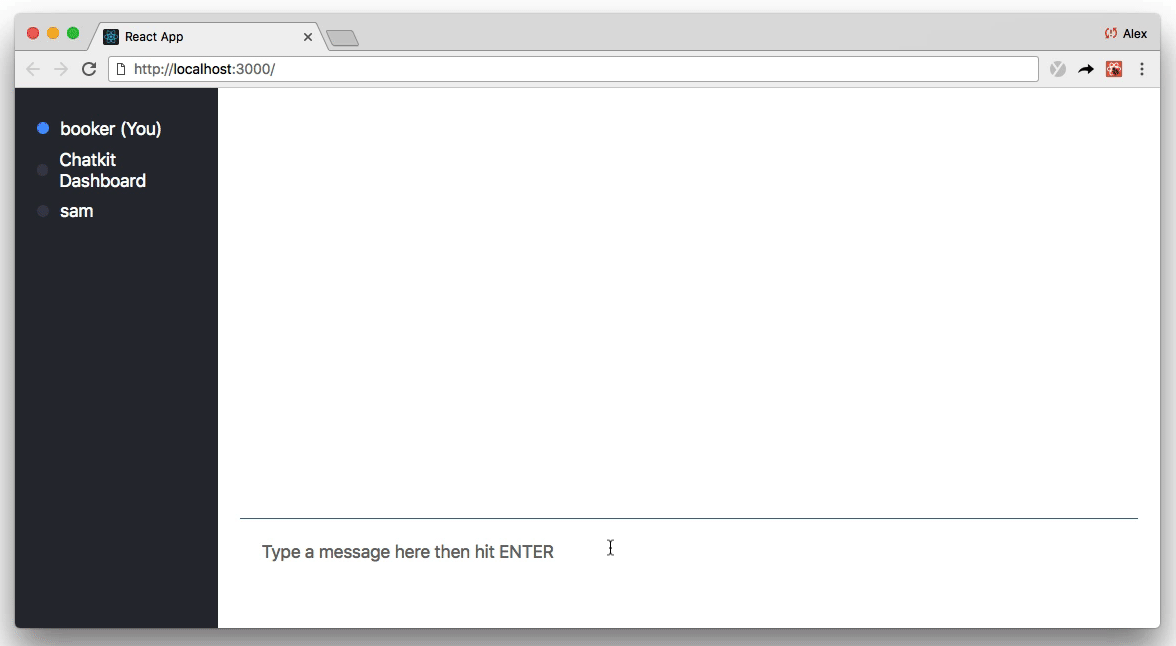 React App
Alex
http://localhost:3000/
booker (You)
Chatkit
Dashboard
sam
Type a message here then hit ENTER